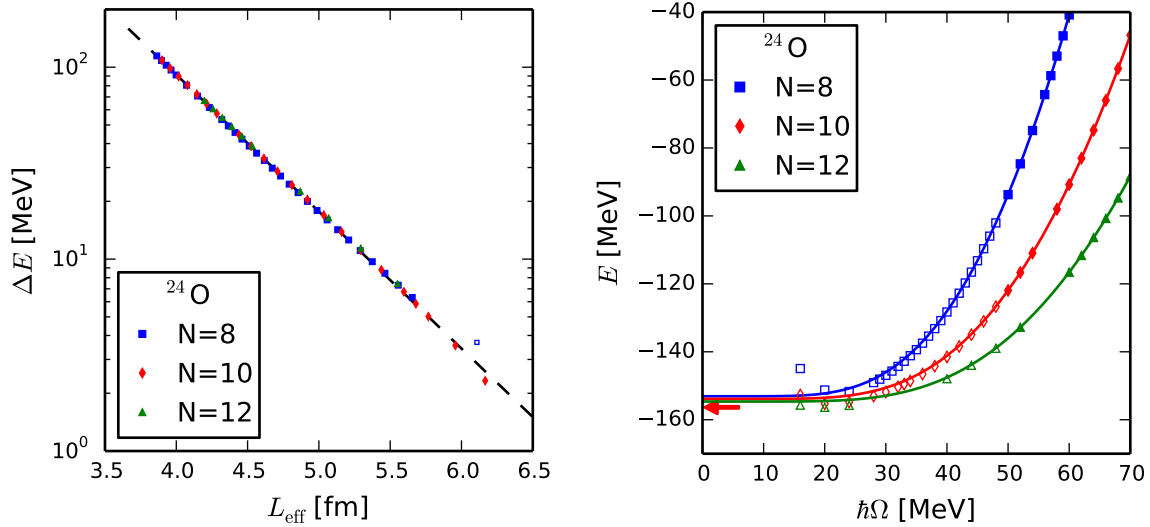 10²
10¹
10⁰
ΔE [MeV]
²⁴O
N=8
N=10
N=12
3.5 4.0 4.5 5.0 5.5 6.0 6.5
L_eff [fm]
−40
−60
−80
−100
−120
−140
−160
E [MeV]
²⁴O
N=8
N=10
N=12
0 10 20 30 40 50 60 70
ℏΩ [MeV]